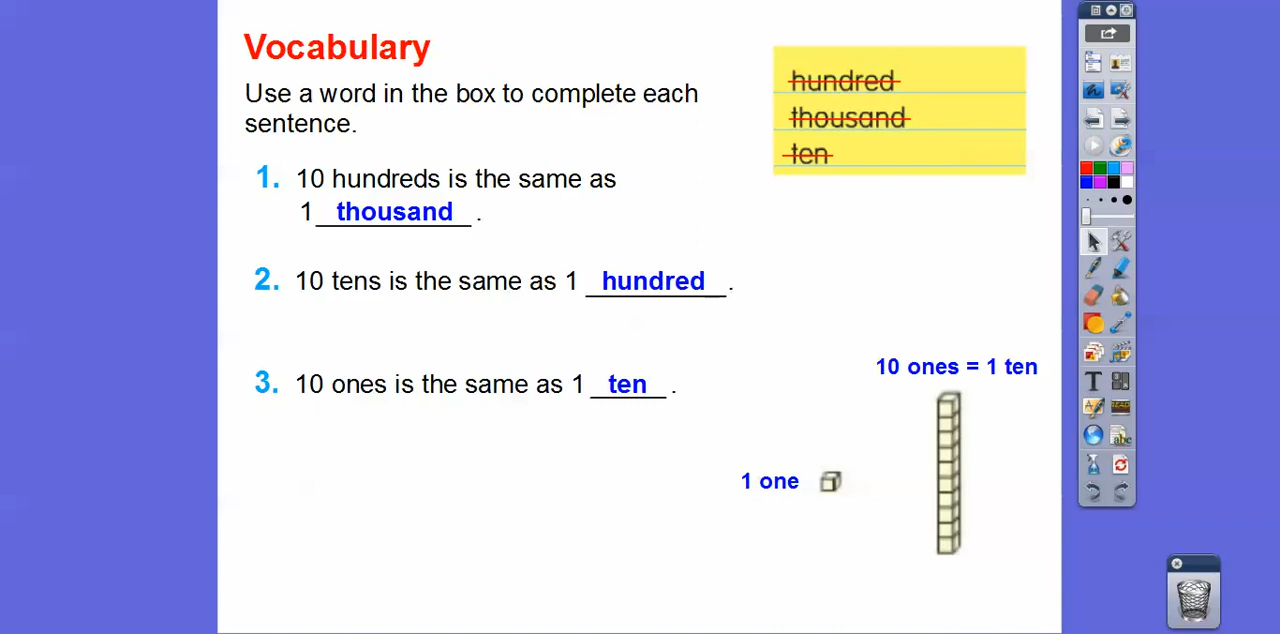 Vocabulary
Use a word in the box to complete each
sentence.
hundred
thousand
ten
1. 10 hundreds is the same as
1 thousand .
2. 10 tens is the same as 1 hundred .
3. 10 ones is the same as 1 ten .
10 ones = 1 ten
1 one
T
abc